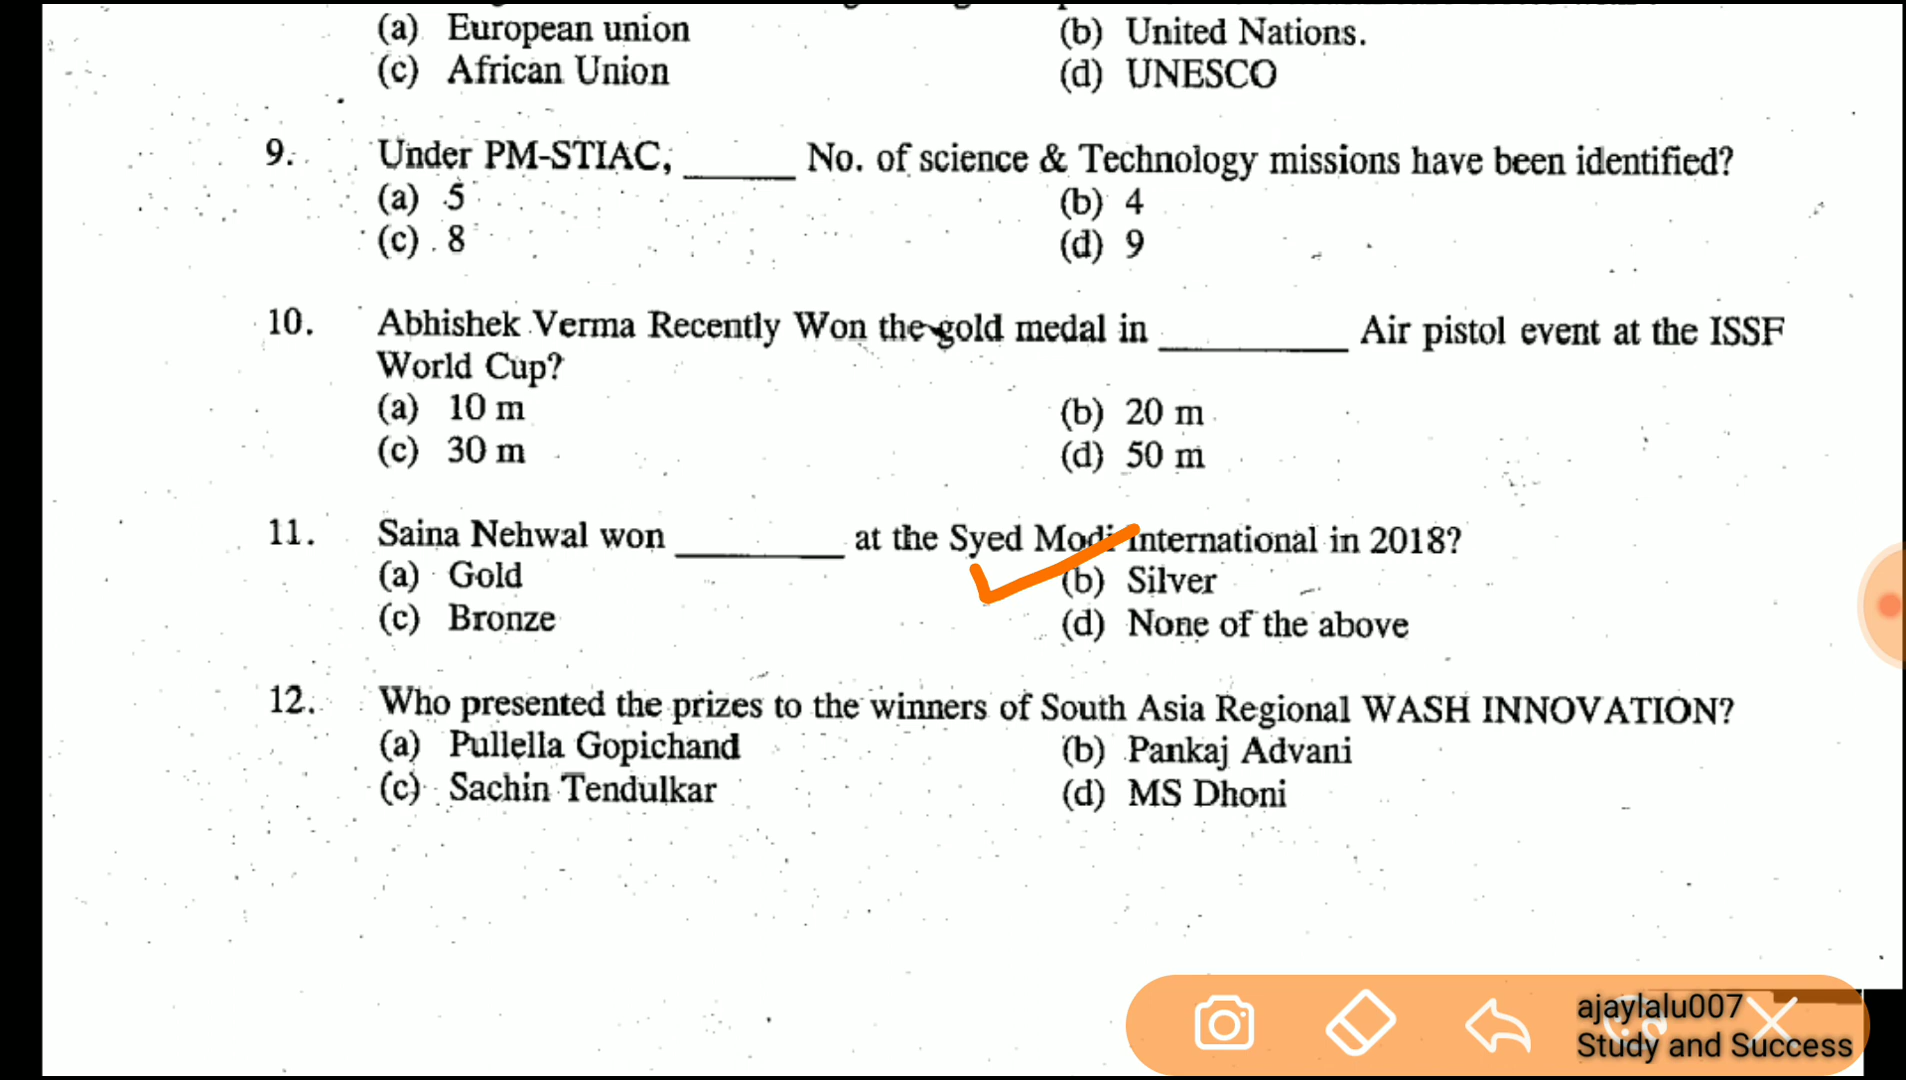 (a) European union (b) United Nations.
(c) African Union (d) UNESCO
9. Under PM-STIAC, ______ No. of science & Technology missions have been identified?
(a) 5 (b) 4
(c) 8 (d) 9
10. Abhishek Verma Recently Won the gold medal in __________ Air pistol event at the ISSF
World Cup?
(a) 10 m (b) 20 m
(c) 30 m (d) 50 m
11. Saina Nehwal won _________ at the Syed Modi International in 2018?
(a) Gold (b) Silver
(c) Bronze (d) None of the above
12. Who presented the prizes to the winners of South Asia Regional WASH INNOVATION?
(a) Pullella Gopichand (b) Pankaj Advani
(c) Sachin Tendulkar (d) MS Dhoni
ajaylalu007
Study and Success